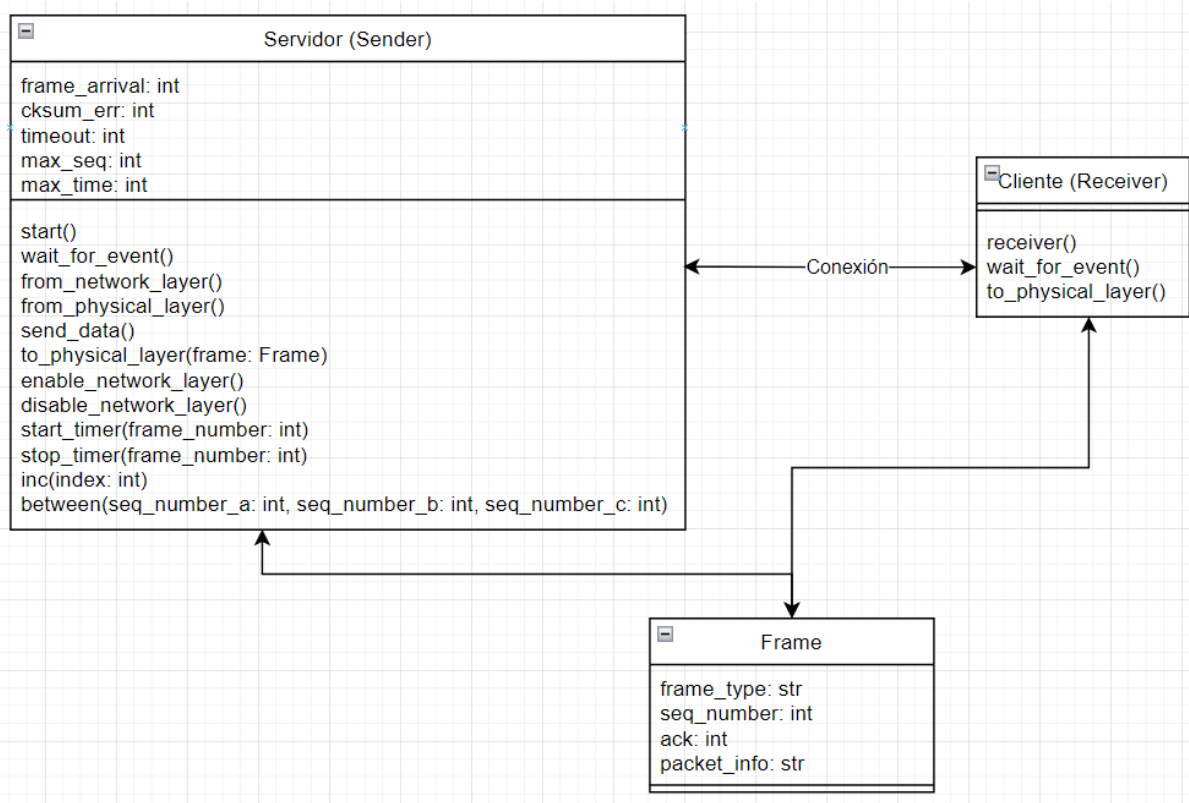 Servidor (Sender)
frame_arrival: int
cksum_err: int
timeout: int
max_seq: int
max_time: int
start()
wait_for_event()
from_network_layer()
from_physical_layer()
send_data()
to_physical_layer(frame: Frame)
enable_network_layer()
disable_network_layer()
start_timer(frame_number: int)
stop_timer(frame_number: int)
inc(index: int)
between(seq_number_a: int, seq_number_b: int, seq_number_c: int)
Conexión
Cliente (Receiver)
receiver()
wait_for_event()
to_physical_layer()
Frame
frame_type: str
seq_number: int
ack: int
packet_info: str